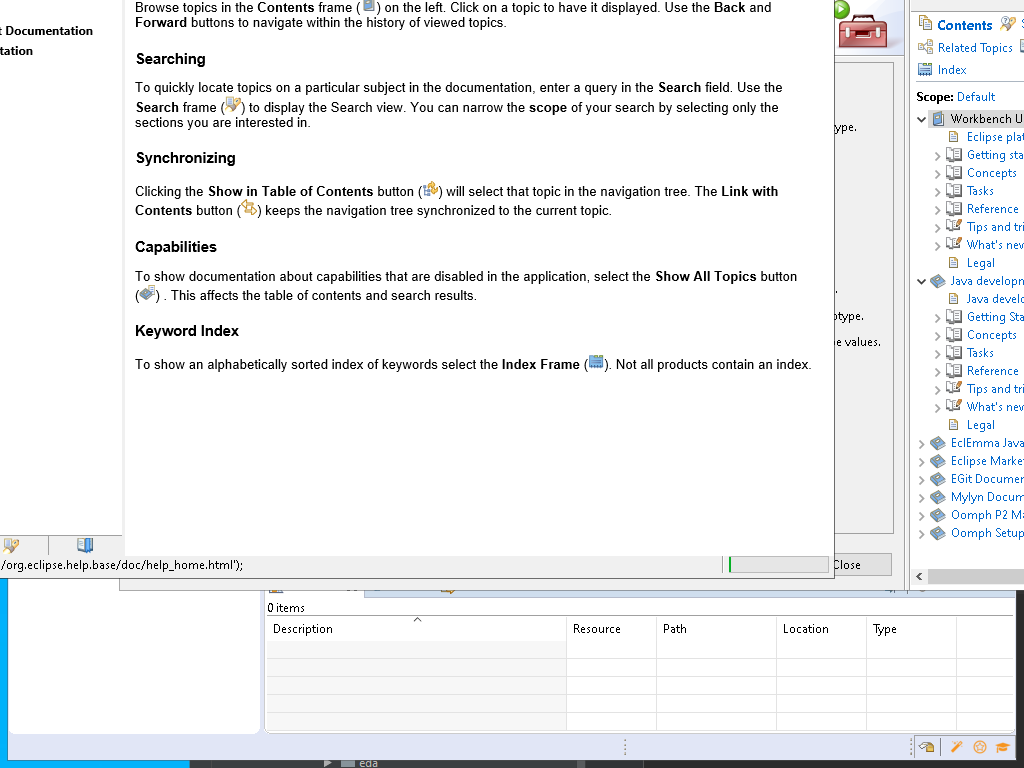 Browse topics in the Contents frame ( ) on the left. Click on a topic to have it displayed. Use the Back and
Forward buttons to navigate within the history of viewed topics.
t Documentation
tation
Searching
To quickly locate topics on a particular subject in the documentation, enter a query in the Search field. Use the
Search frame ( ) to display the Search view. You can narrow the scope of your search by selecting only the
sections you are interested in.
Synchronizing
Clicking the Show in Table of Contents button ( ) will select that topic in the navigation tree. The Link with
Contents button ( ) keeps the navigation tree synchronized to the current topic.
Capabilities
To show documentation about capabilities that are disabled in the application, select the Show All Topics button
( ) . This affects the table of contents and search results.
Keyword Index
To show an alphabetically sorted index of keywords select the Index Frame ( ). Not all products contain an index.
/org.eclipse.help.base/doc/help_home.html');
ype.
otype.
e values.
Close
Contents
S
Related Topics
Index
Scope: Default
Workbench U
Eclipse plat
Getting sta
Concepts
Tasks
Reference
Tips and tri
What's new
Legal
Java developm
Java develo
Getting Sta
Concepts
Tasks
Reference
Tips and tri
What's new
Legal
EclEmma Java
Eclipse Marke
EGit Documen
Mylyn Docum
Oomph P2 Ma
Oomph Setup
0 items
Description
Resource
Path
Location
Type
eda